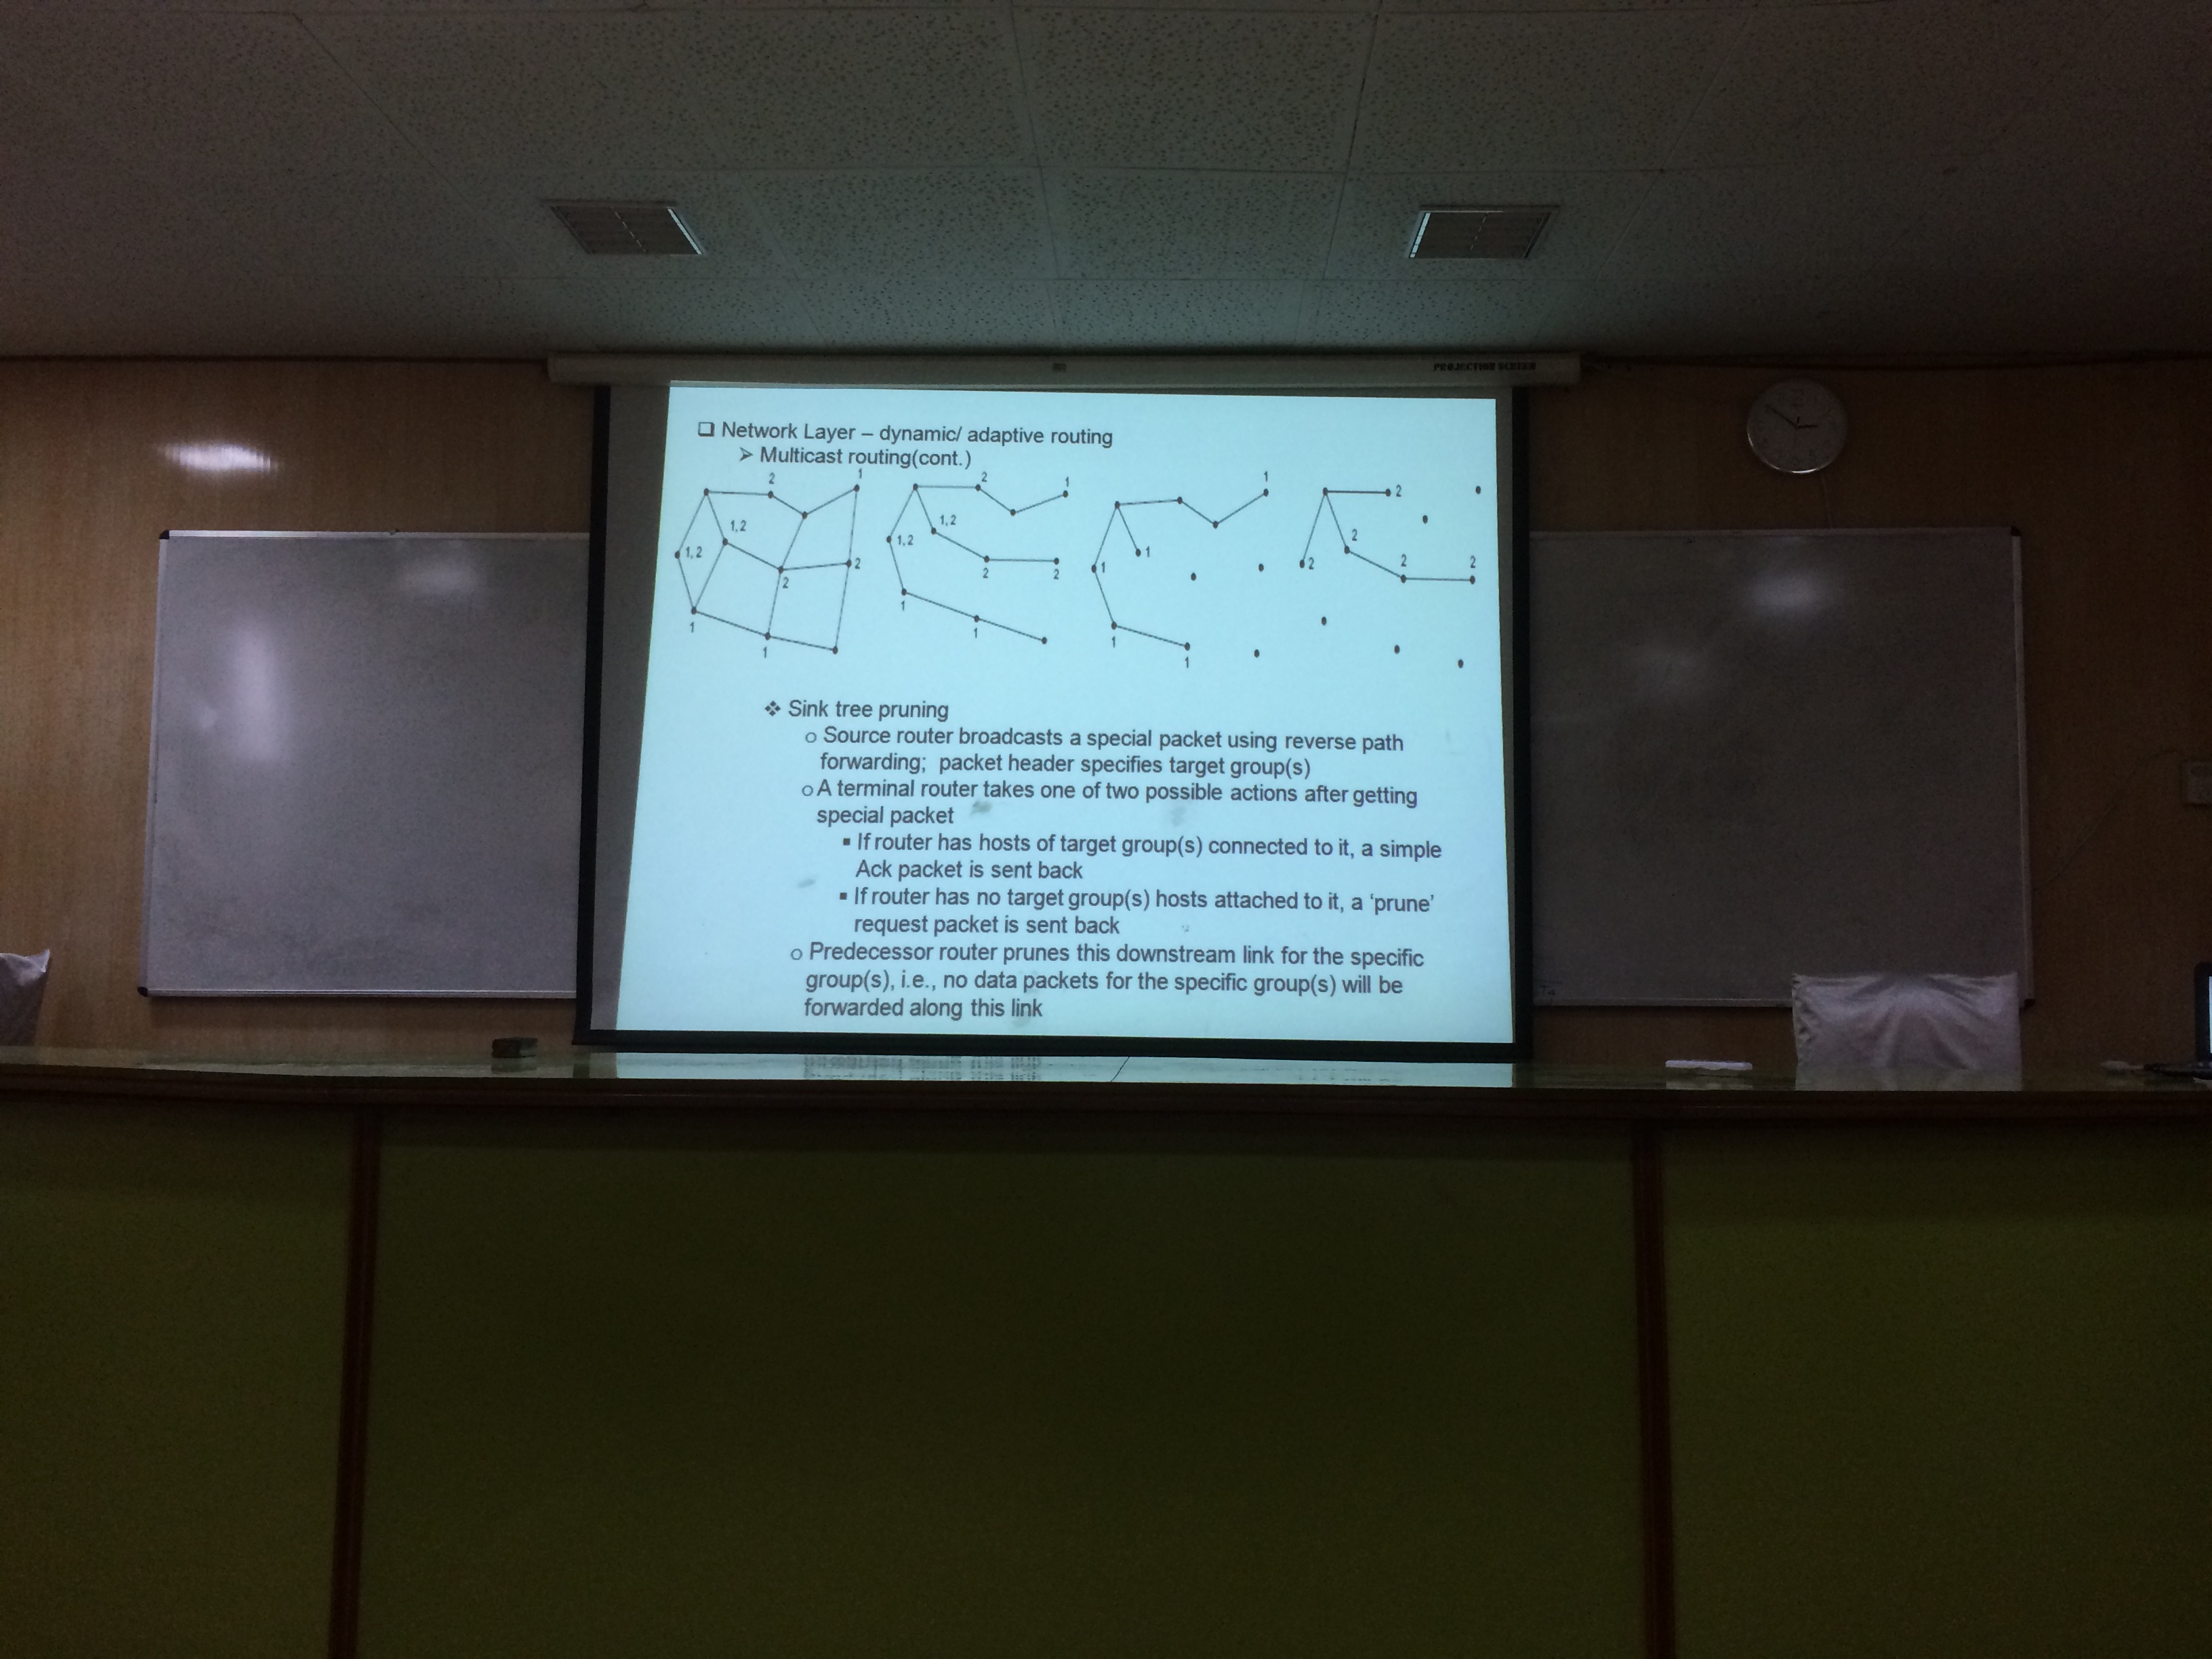 PROJECTION SCREEN
❑ Network Layer – dynamic/ adaptive routing
➢ Multicast routing(cont.)
2 1 2 1 1 2
1,2 1,2 2
1,2 2 1,2 1 2 2 2
2 2 2 1
1 1 1
1 1 1
❖ Sink tree pruning
o Source router broadcasts a special packet using reverse path
forwarding; packet header specifies target group(s)
o A terminal router takes one of two possible actions after getting
special packet
▪ If router has hosts of target group(s) connected to it, a simple
Ack packet is sent back
▪ If router has no target group(s) hosts attached to it, a ‘prune’
request packet is sent back
o Predecessor router prunes this downstream link for the specific
group(s), i.e., no data packets for the specific group(s) will be
forwarded along this link